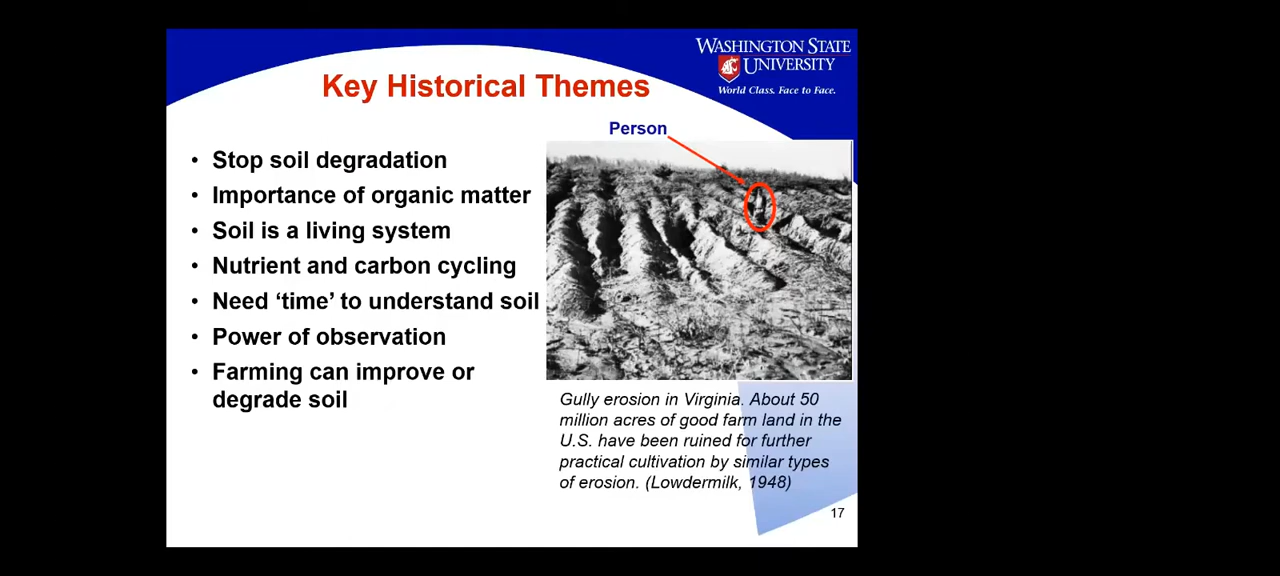 WASHINGTON STATE
UNIVERSITY
World Class. Face to Face.
Key Historical Themes
Person
• Stop soil degradation
• Importance of organic matter
• Soil is a living system
• Nutrient and carbon cycling
• Need ‘time’ to understand soil
• Power of observation
• Farming can improve or
degrade soil
Gully erosion in Virginia. About 50
million acres of good farm land in the
U.S. have been ruined for further
practical cultivation by similar types
of erosion. (Lowdermilk, 1948)
17